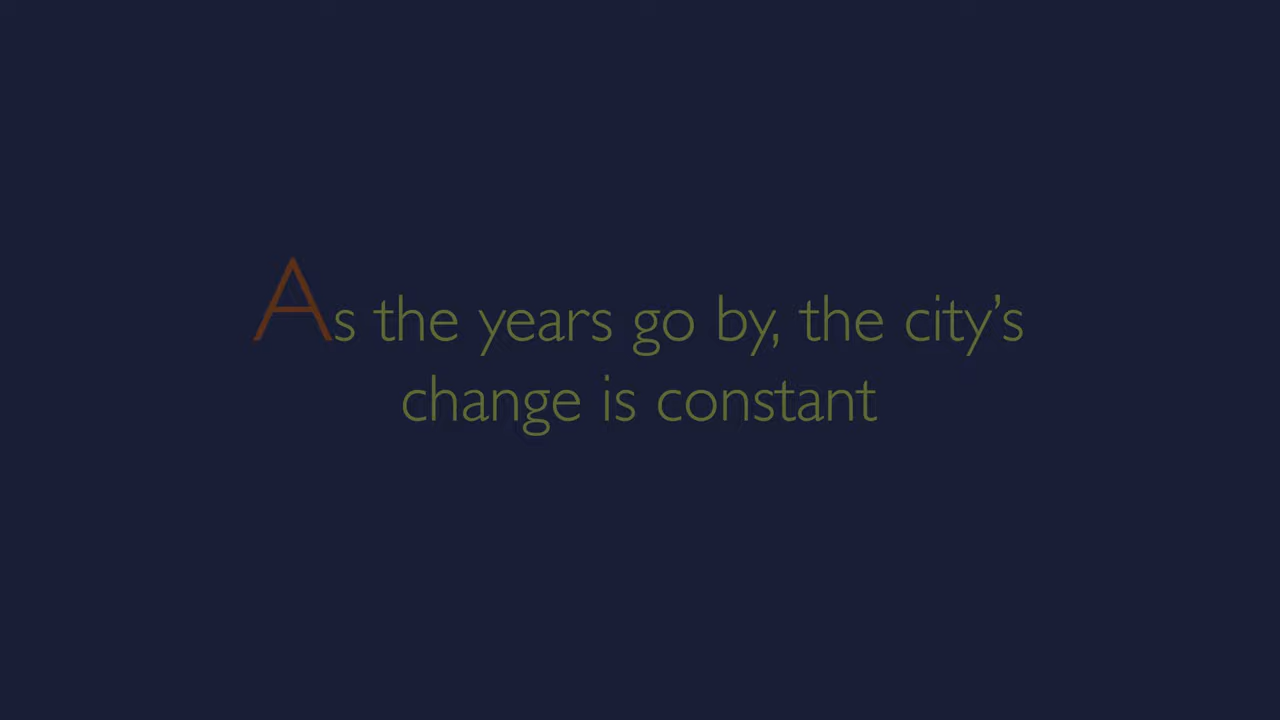 As the years go by, the city’s
change is constant